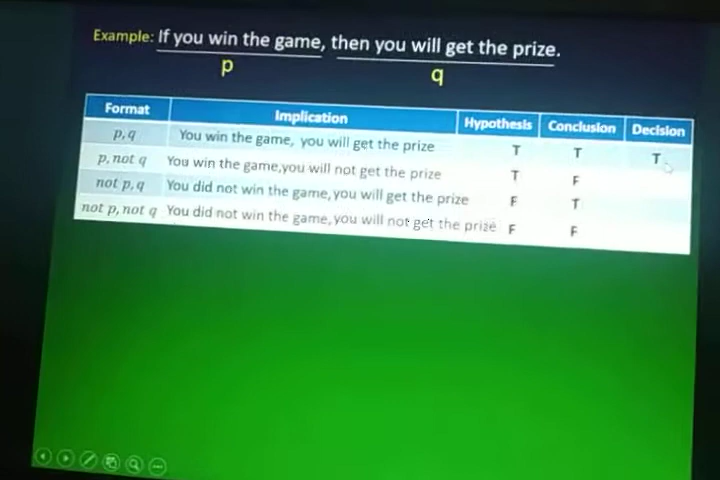 Example: If you win the game, then you will get the prize.
p q
Format Implication Hypothesis Conclusion Decision
p, q You win the game, you will get the prize T T T
p, not q You win the game,you will not get the prize T F
not p, q You did not win the game, you will get the prize F T
not p, not q You did not win the game, you will not get the prize F F